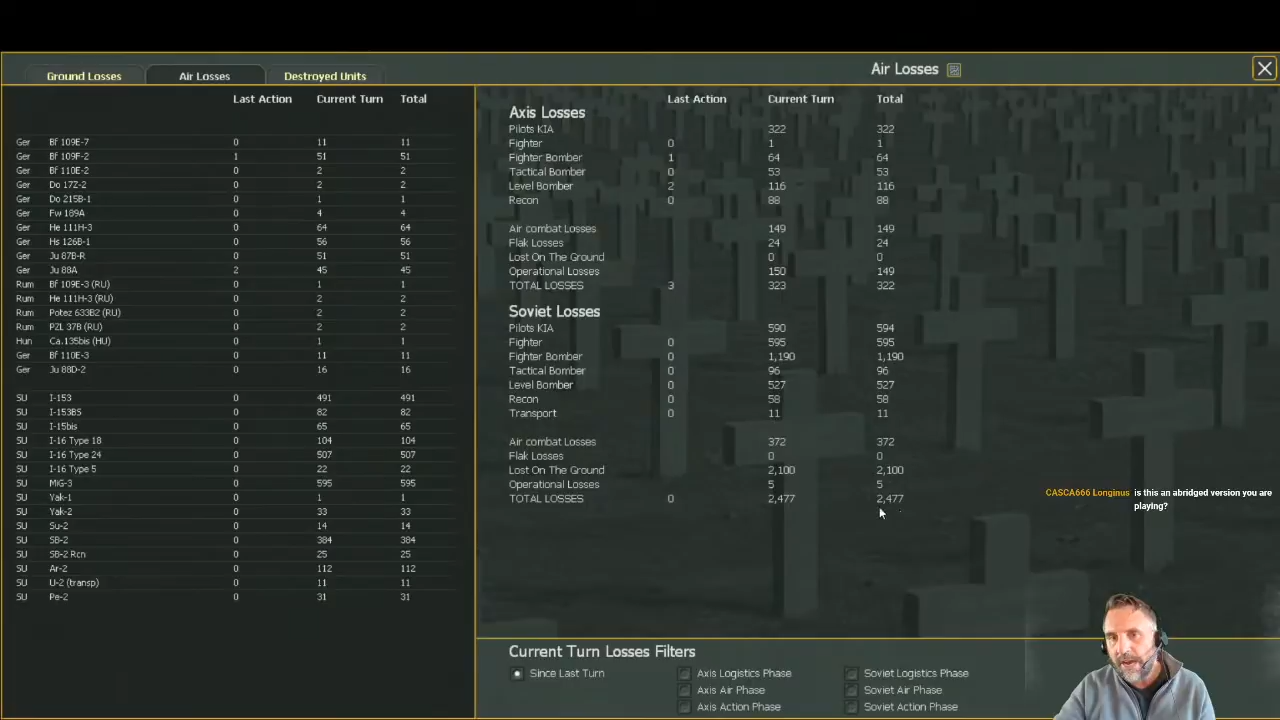 Ground Losses Air Losses Destroyed Units
Air Losses
Last Action Current Turn Total
Ger Bf 109E-7 0 11 11
Ger Bf 109F-2 1 51 51
Ger Bf 110E-2 0 2 2
Ger Do 17Z-2 0 2 2
Ger Do 215B-1 0 1 1
Ger Fw 189A 0 4 4
Ger He 111H-3 0 64 64
Ger Hs 126B-1 0 56 56
Ger Ju 87B-R 0 51 51
Ger Ju 88A 2 45 45
Rum Bf 109E-3 (RU) 0 1 1
Rum He 111H-3 (RU) 0 2 2
Rum Potez 633B2 (RU) 0 2 2
Rum PZL 37B (RU) 0 2 2
Hun Ca.135bis (HU) 0 1 1
Ger Bf 110E-3 0 11 11
Ger Ju 88D-2 0 16 16
SU I-153 0 491 491
SU I-153BS 0 82 82
SU I-15bis 0 65 65
SU I-16 Type 18 0 104 104
SU I-16 Type 24 0 507 507
SU I-16 Type 5 0 22 22
SU MiG-3 0 595 595
SU Yak-1 0 1 1
SU Yak-2 0 33 33
SU Su-2 0 14 14
SU SB-2 0 384 384
SU SB-2 Rcn 0 25 25
SU Ar-2 0 112 112
SU U-2 (transp) 0 11 11
SU Pe-2 0 31 31
Last Action Current Turn Total
Axis Losses
Pilots KIA 322 322
Fighter 0 1 1
Fighter Bomber 1 64 64
Tactical Bomber 0 53 53
Level Bomber 2 116 116
Recon 0 88 88
Air combat Losses 149 149
Flak Losses 24 24
Lost On The Ground 0 0
Operational Losses 150 149
TOTAL LOSSES 3 323 322
Soviet Losses
Pilots KIA 590 594
Fighter 0 595 595
Fighter Bomber 0 1,190 1,190
Tactical Bomber 0 96 96
Level Bomber 0 527 527
Recon 0 58 58
Transport 0 11 11
Air combat Losses 372 372
Flak Losses 0 0
Lost On The Ground 2,100 2,100
Operational Losses 5 5
TOTAL LOSSES 0 2,477 2,477
CASCA666 Longinus is this an abridged version you are
playing?
Current Turn Losses Filters
Since Last Turn Axis Logistics Phase Soviet Logistics Phase
Axis Air Phase Soviet Air Phase
Axis Action Phase Soviet Action Phase